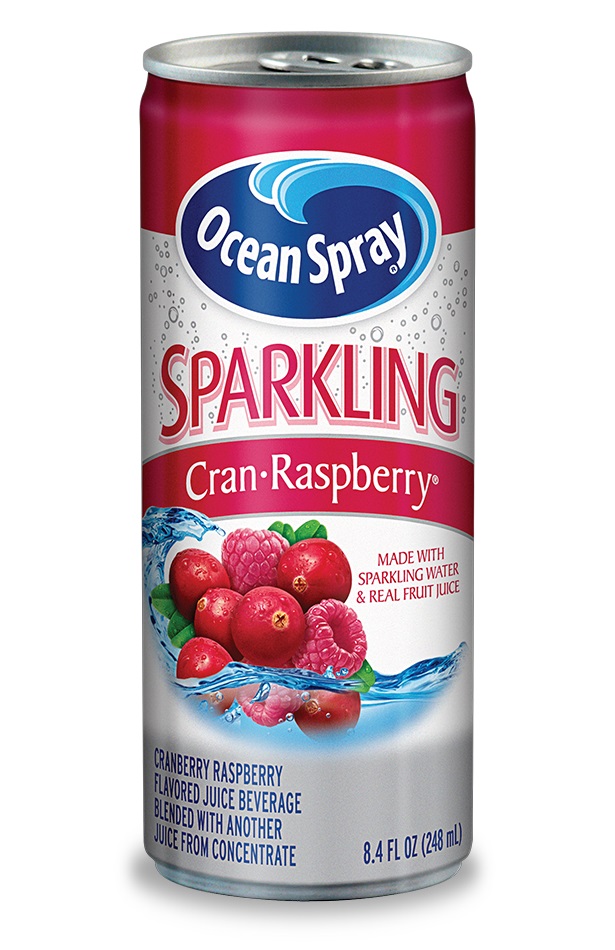 Ocean Spray®
SPARKLING
Cran•Raspberry®
MADE WITH
SPARKLING WATER
& REAL FRUIT JUICE
CRANBERRY RASPBERRY
FLAVORED JUICE BEVERAGE
BLENDED WITH ANOTHER
JUICE FROM CONCENTRATE
8.4 FL OZ (248 mL)